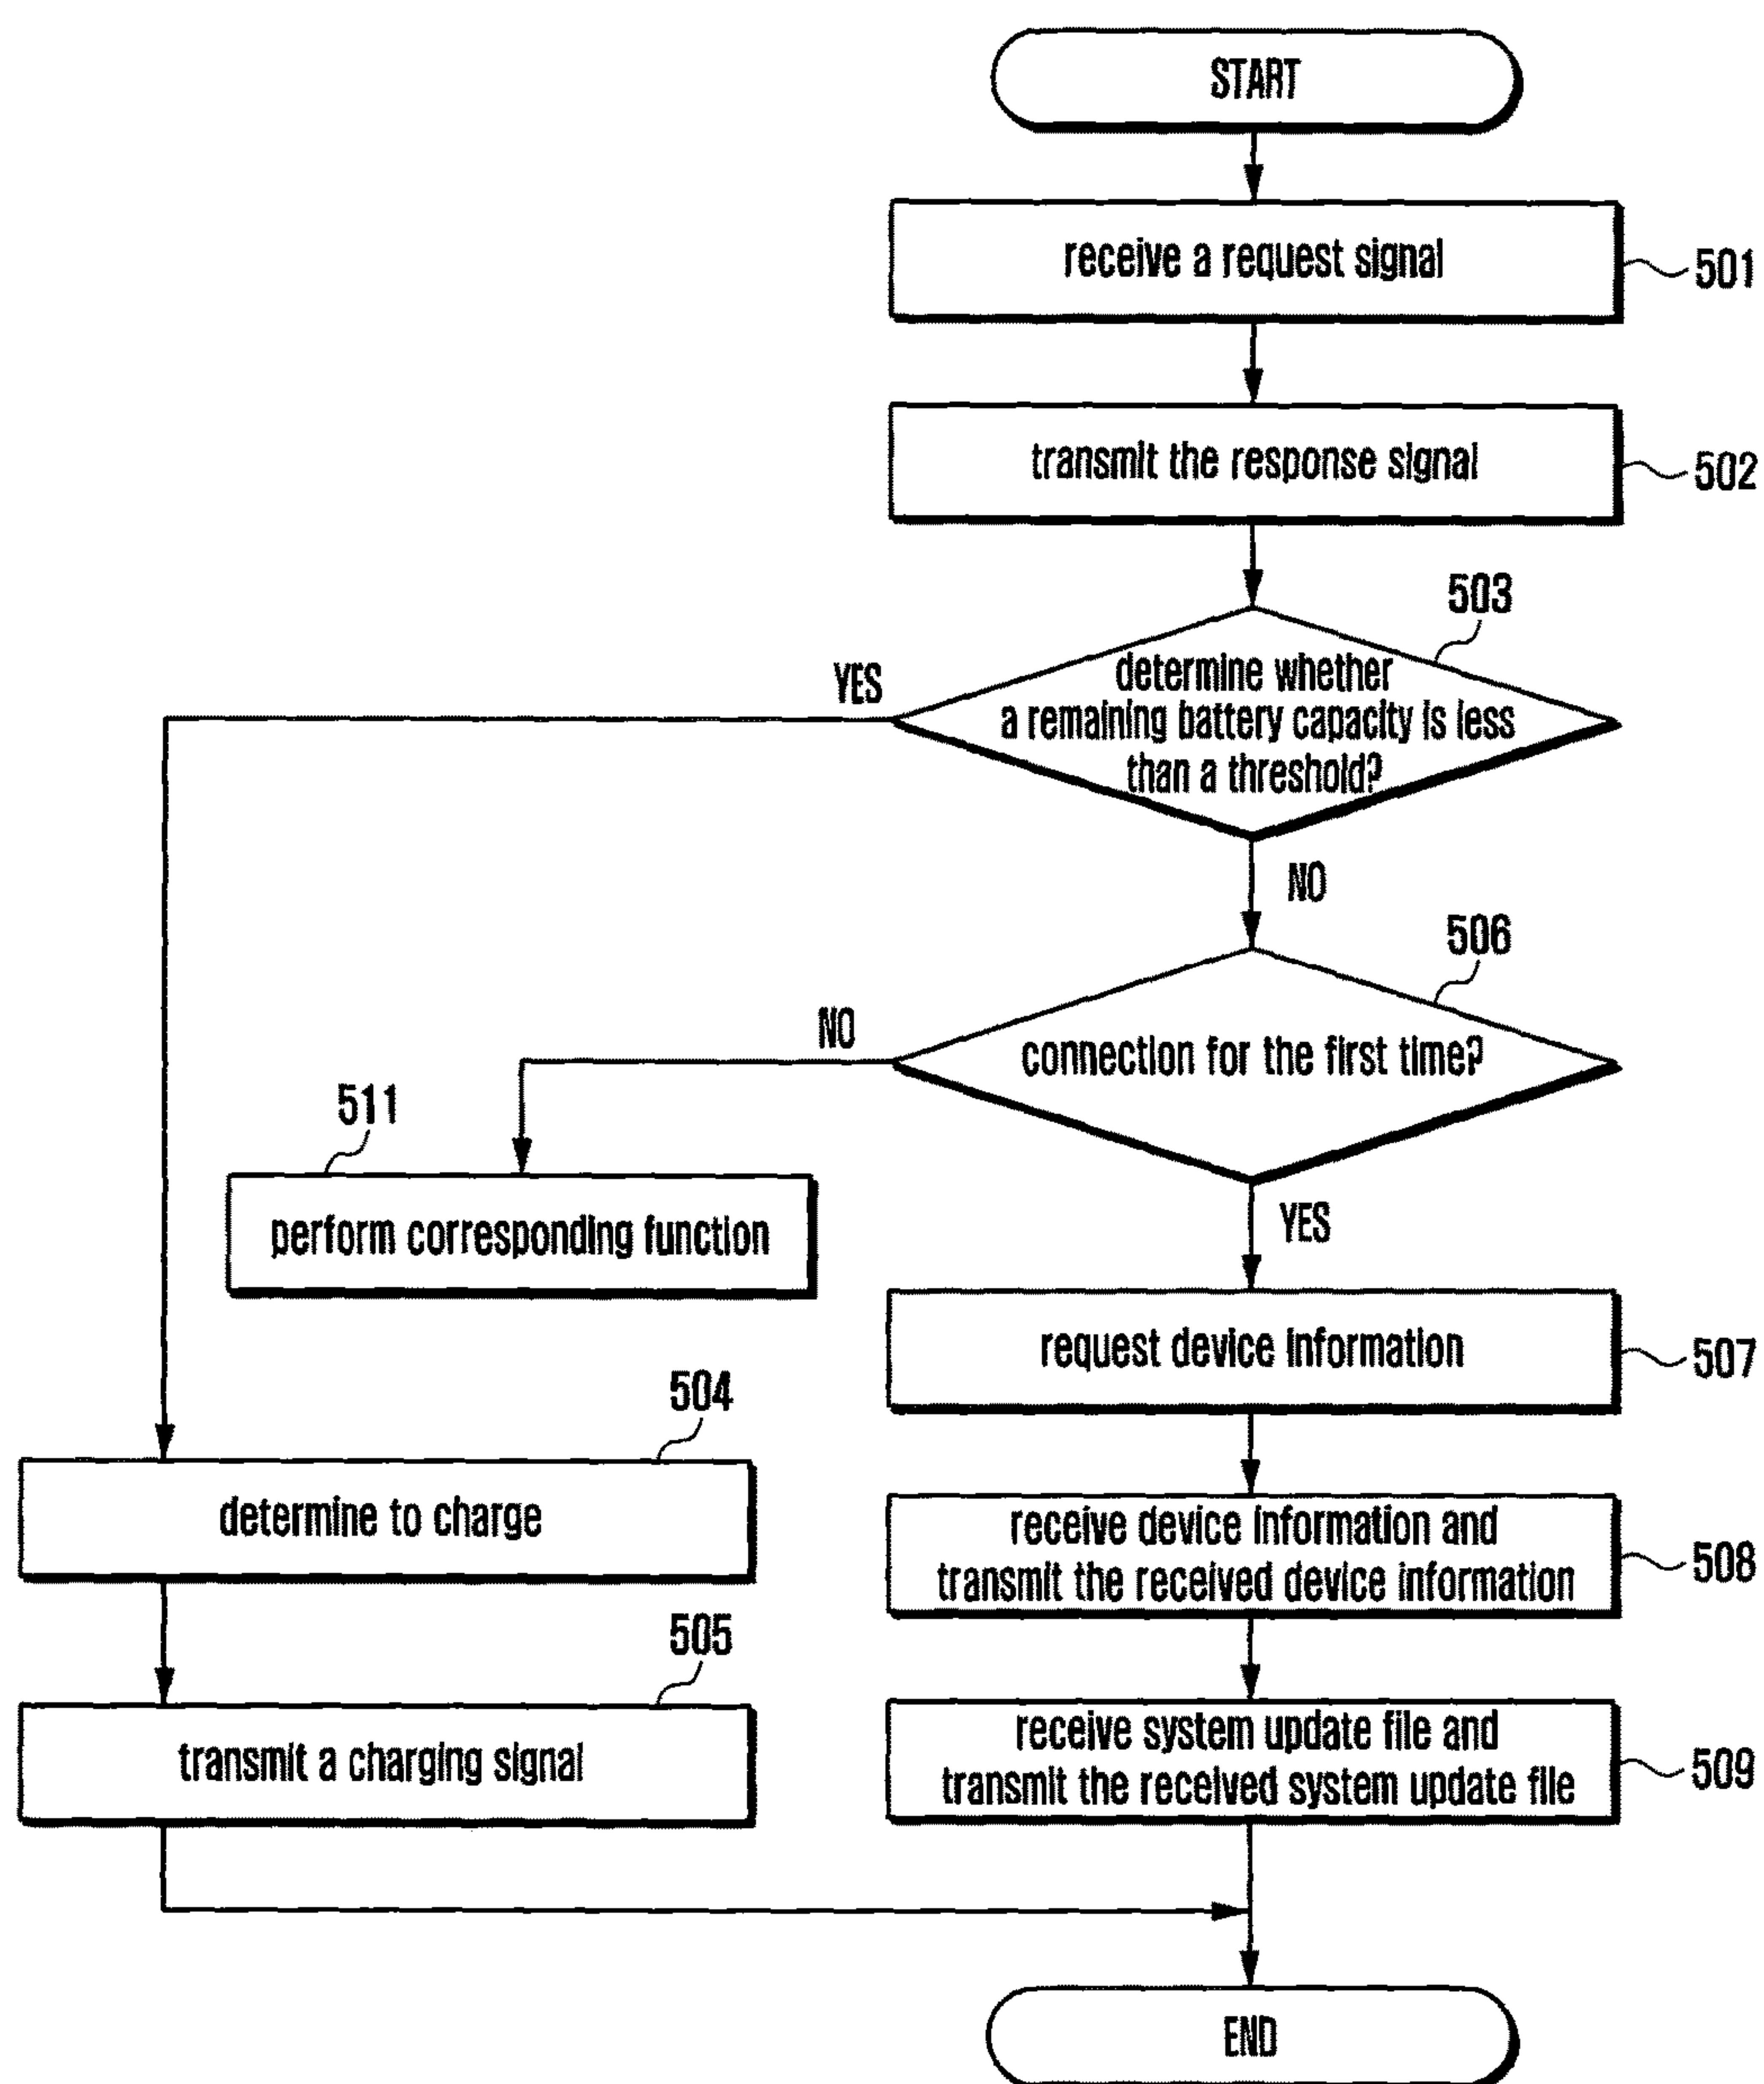 START
receive a request signal
501
transmit the response signal
502
503
determine whether
a remaining battery capacity is less
than a threshold?
YES
NO
506
connection for the first time?
NO
YES
511
perform corresponding function
request device information
507
504
determine to charge
receive device information and
transmit the received device information
508
505
transmit a charging signal
receive system update file and
transmit the received system update file
509
END